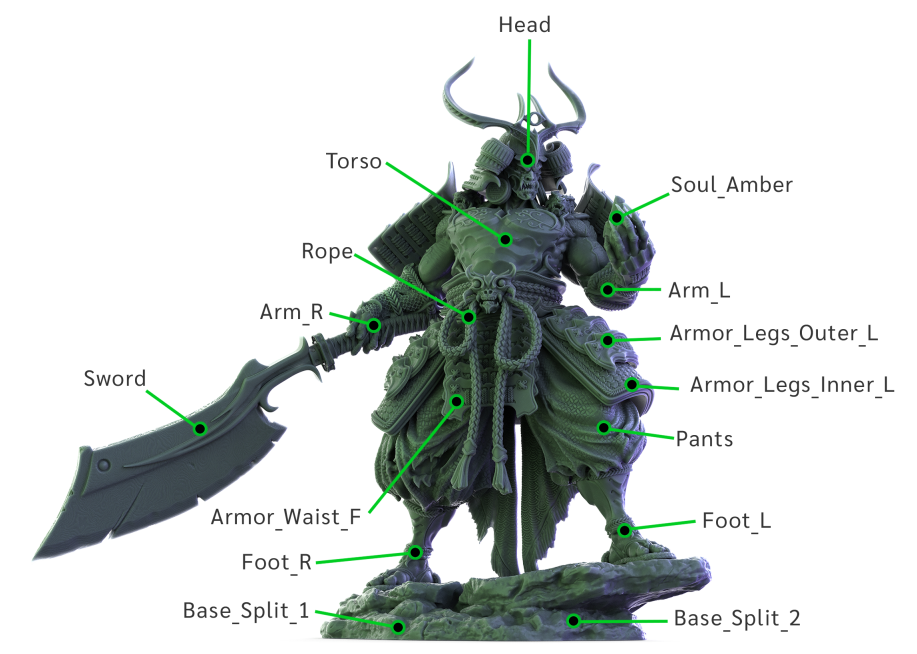 Head
Torso
Soul_Amber
Rope
Arm_L
Arm_R
Armor_Legs_Outer_L
Sword
Armor_Legs_Inner_L
Pants
Armor_Waist_F
Foot_L
Foot_R
Base_Split_1
Base_Split_2